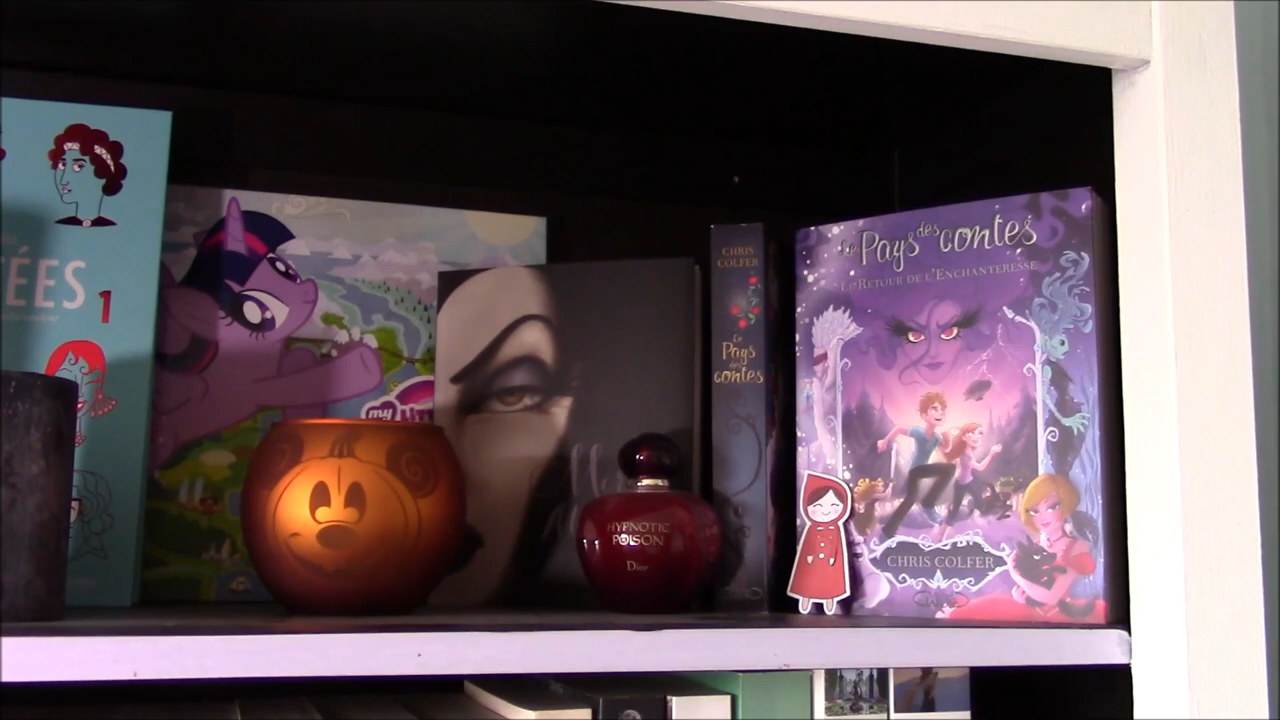 ÉES 1
my
CHRIS
COLFER
Le
Pays
des
contes
HYPNOTIC
POISON
Dior
Le Pays des contes
LE RETOUR DE L'ENCHANTERESSE
CHRIS COLFER